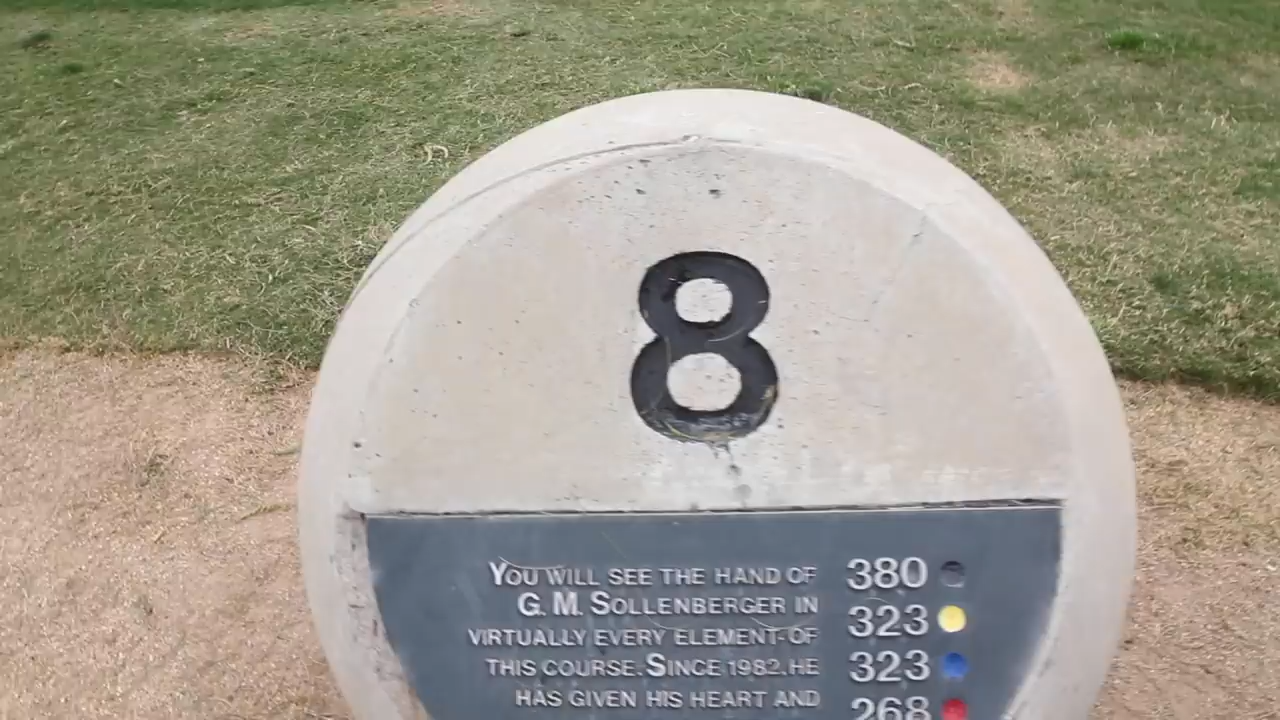 8
YOU WILL SEE THE HAND OF
G. M. SOLLENBERGER IN
VIRTUALLY EVERY ELEMENT OF
THIS COURSE. SINCE 1982, HE
HAS GIVEN HIS HEART AND
380
323
323
268